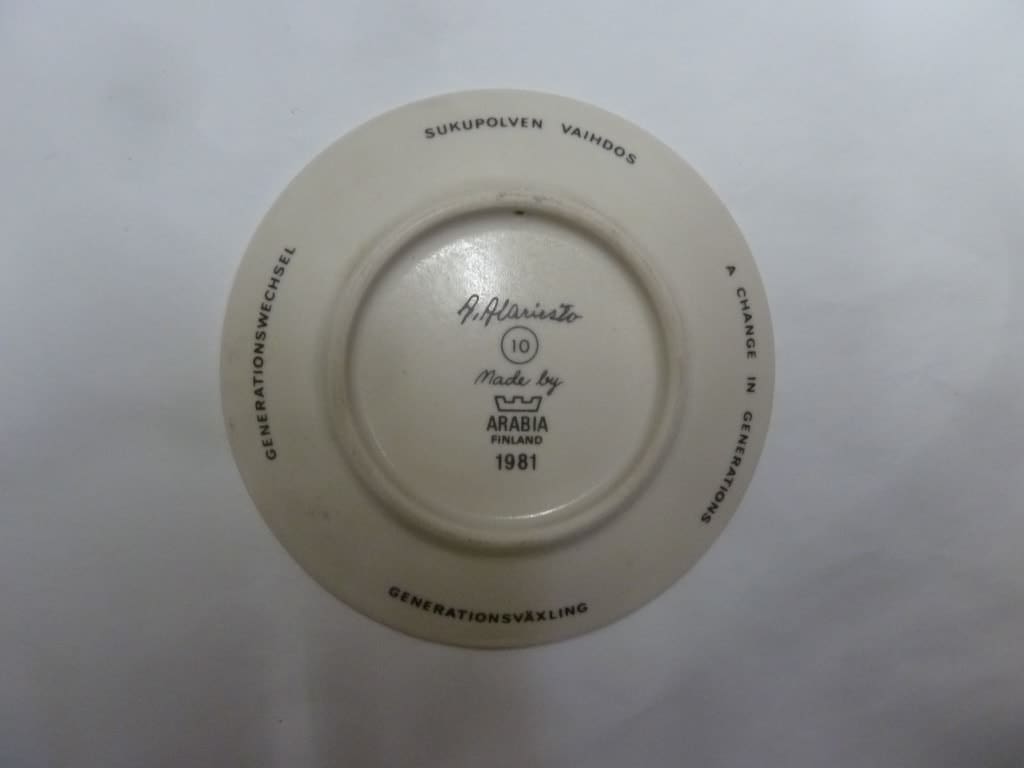 SUKUPOLVEN VAIHDOS
A CHANGE IN GENERATIONS
GENERATIONSVÄXLING
GENERATIONSWECHSEL
A. Alariesto
10
Made by
ARABIA
FINLAND
1981